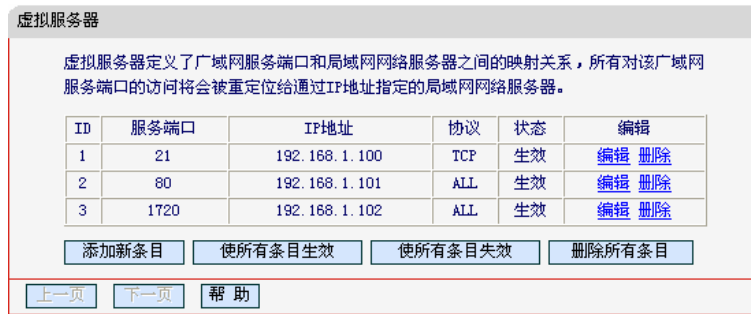 虚拟服务器
虚拟服务器定义了广域网服务端口和局域网网络服务器之间的映射关系，所有对该广域网
服务端口的访问将会被重定位给通过IP地址指定的局域网网络服务器。
ID 服务端口 IP地址 协议 状态 编辑
1 21 192.168.1.100 TCP 生效 编辑 删除
2 80 192.168.1.101 ALL 生效 编辑 删除
3 1720 192.168.1.102 ALL 生效 编辑 删除
添加新条目 使所有条目生效 使所有条目失效 删除所有条目
上一页 下一页 帮 助